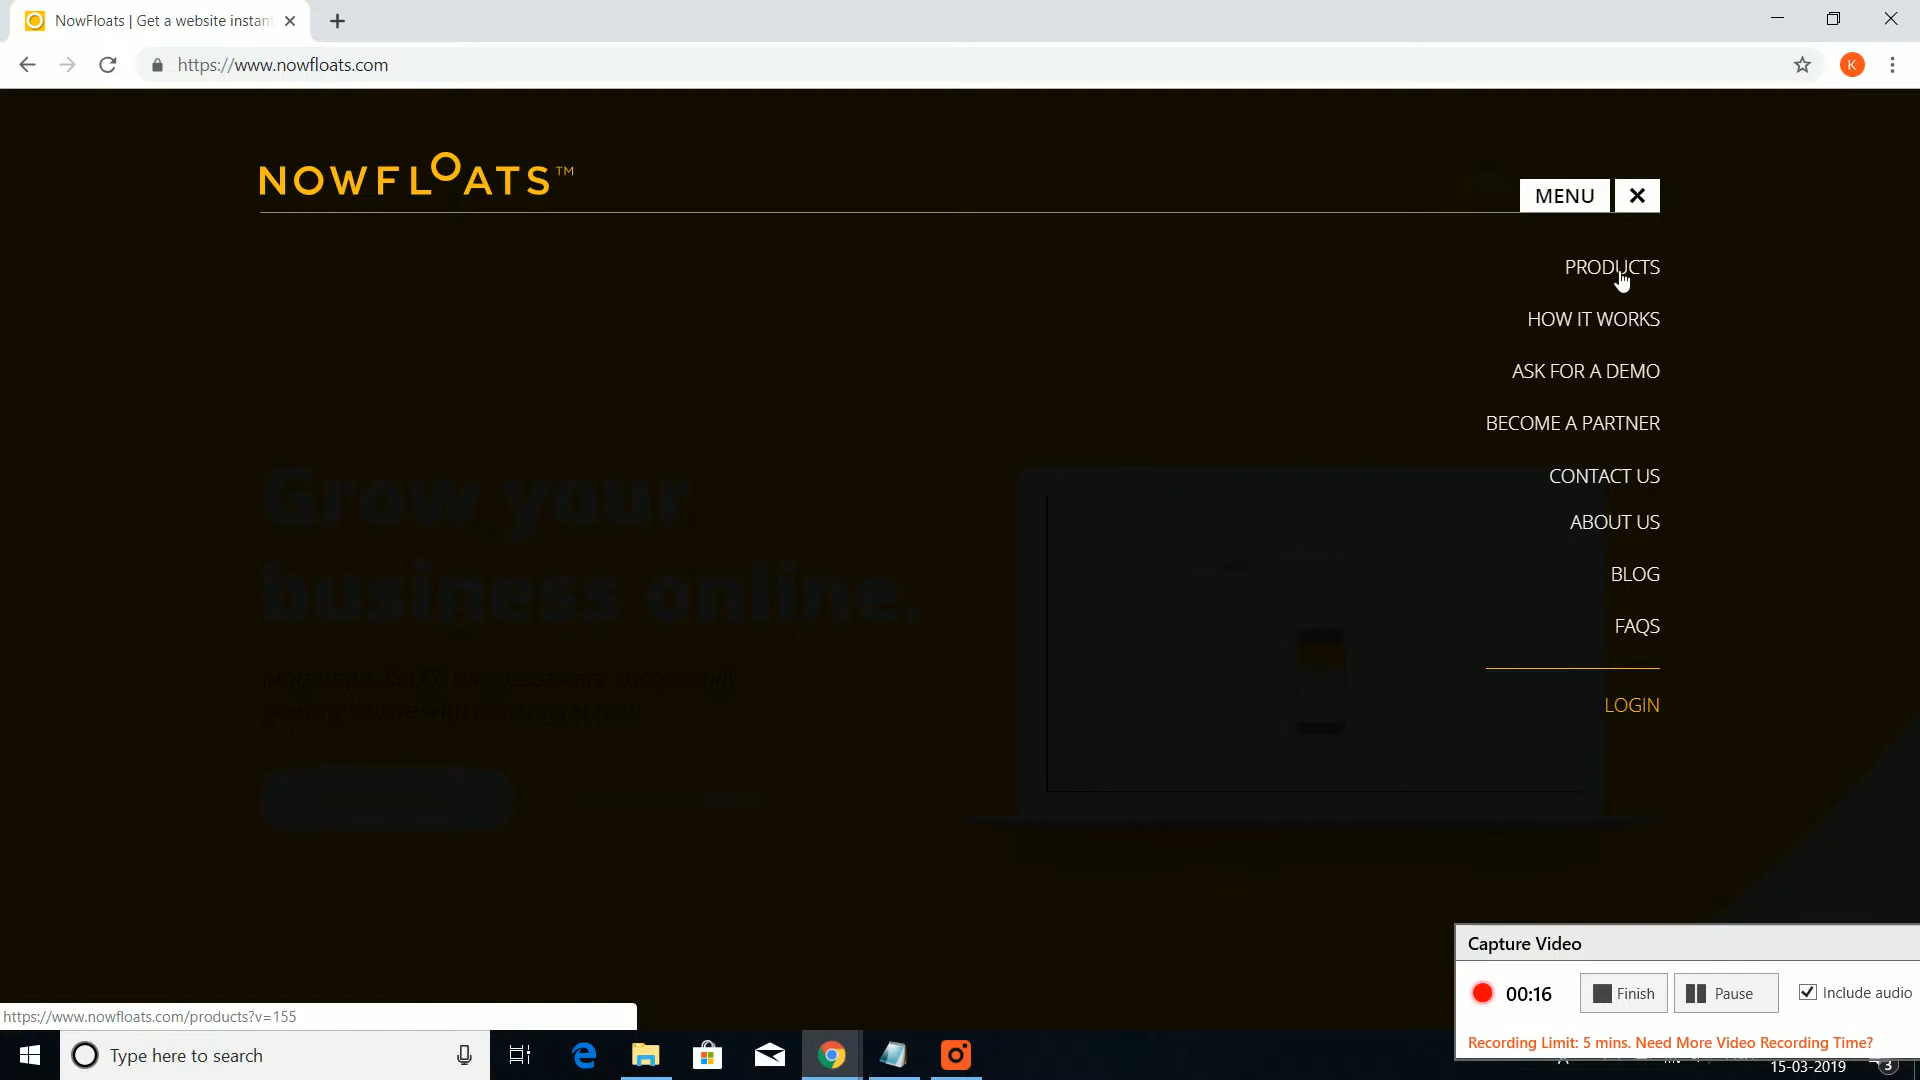 NowFloats | Get a website instan
https://www.nowfloats.com
K
NOWFLOATS™
MENU
PRODUCTS
HOW IT WORKS
ASK FOR A DEMO
BECOME A PARTNER
CONTACT US
ABOUT US
BLOG
FAQS
LOGIN
Grow your
business online.
Capture Video
00:16
Finish
Pause
Include audio
Recording Limit: 5 mins. Need More Video Recording Time?
https://www.nowfloats.com/products?v=155
Type here to search
15-03-2019
3